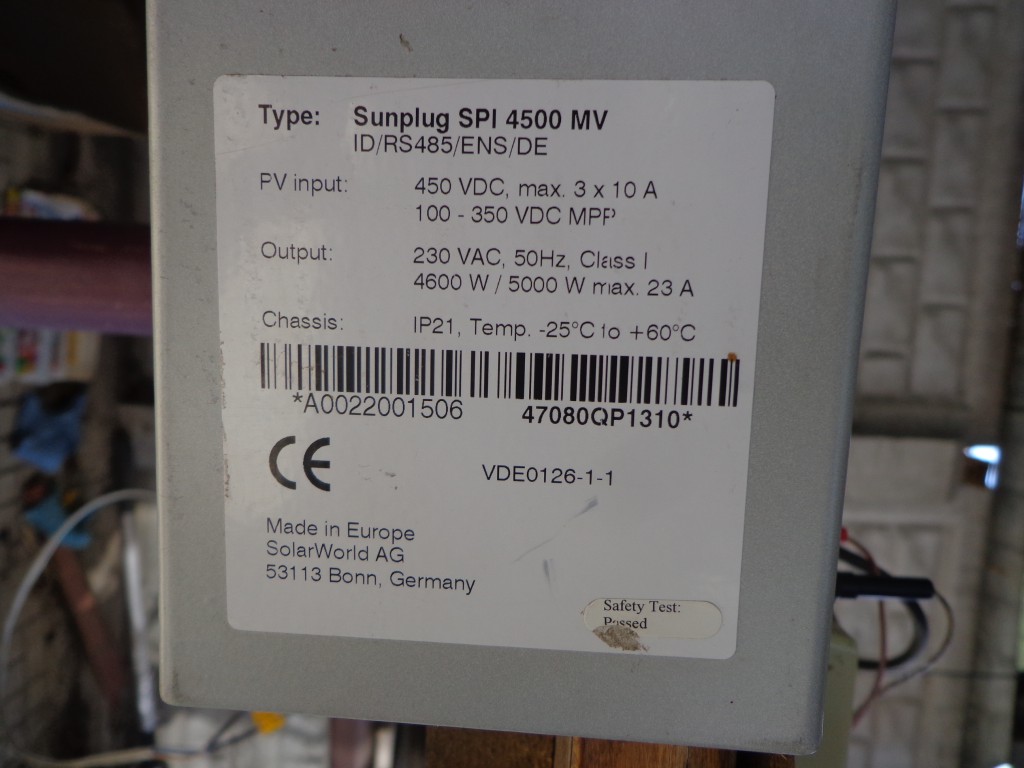 Type: Sunplug SPI 4500 MV
ID/RS485/ENS/DE
PV input: 450 VDC, max. 3 x 10 A
100 - 350 VDC MPP
Output: 230 VAC, 50Hz, Class I
4600 W / 5000 W max. 23 A
Chassis: IP21, Temp. -25°C to +60°C
*A0022001506 47080QP1310*
CE
VDE0126-1-1
Made in Europe
SolarWorld AG
53113 Bonn, Germany
Safety Test:
Passed